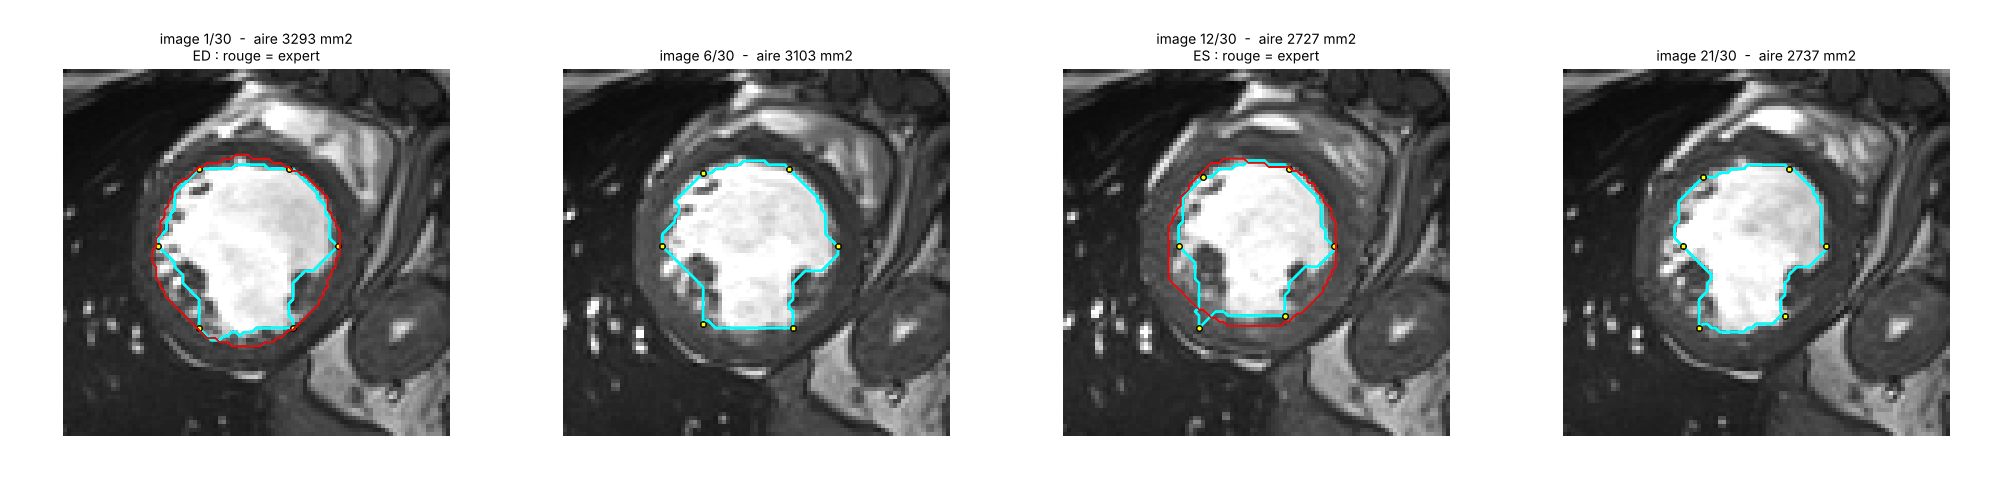 image 1/30  -  aire 3293 mm2
ED : rouge = expert
image 6/30  -  aire 3103 mm2
image 12/30  -  aire 2727 mm2
ES : rouge = expert
image 21/30  -  aire 2737 mm2